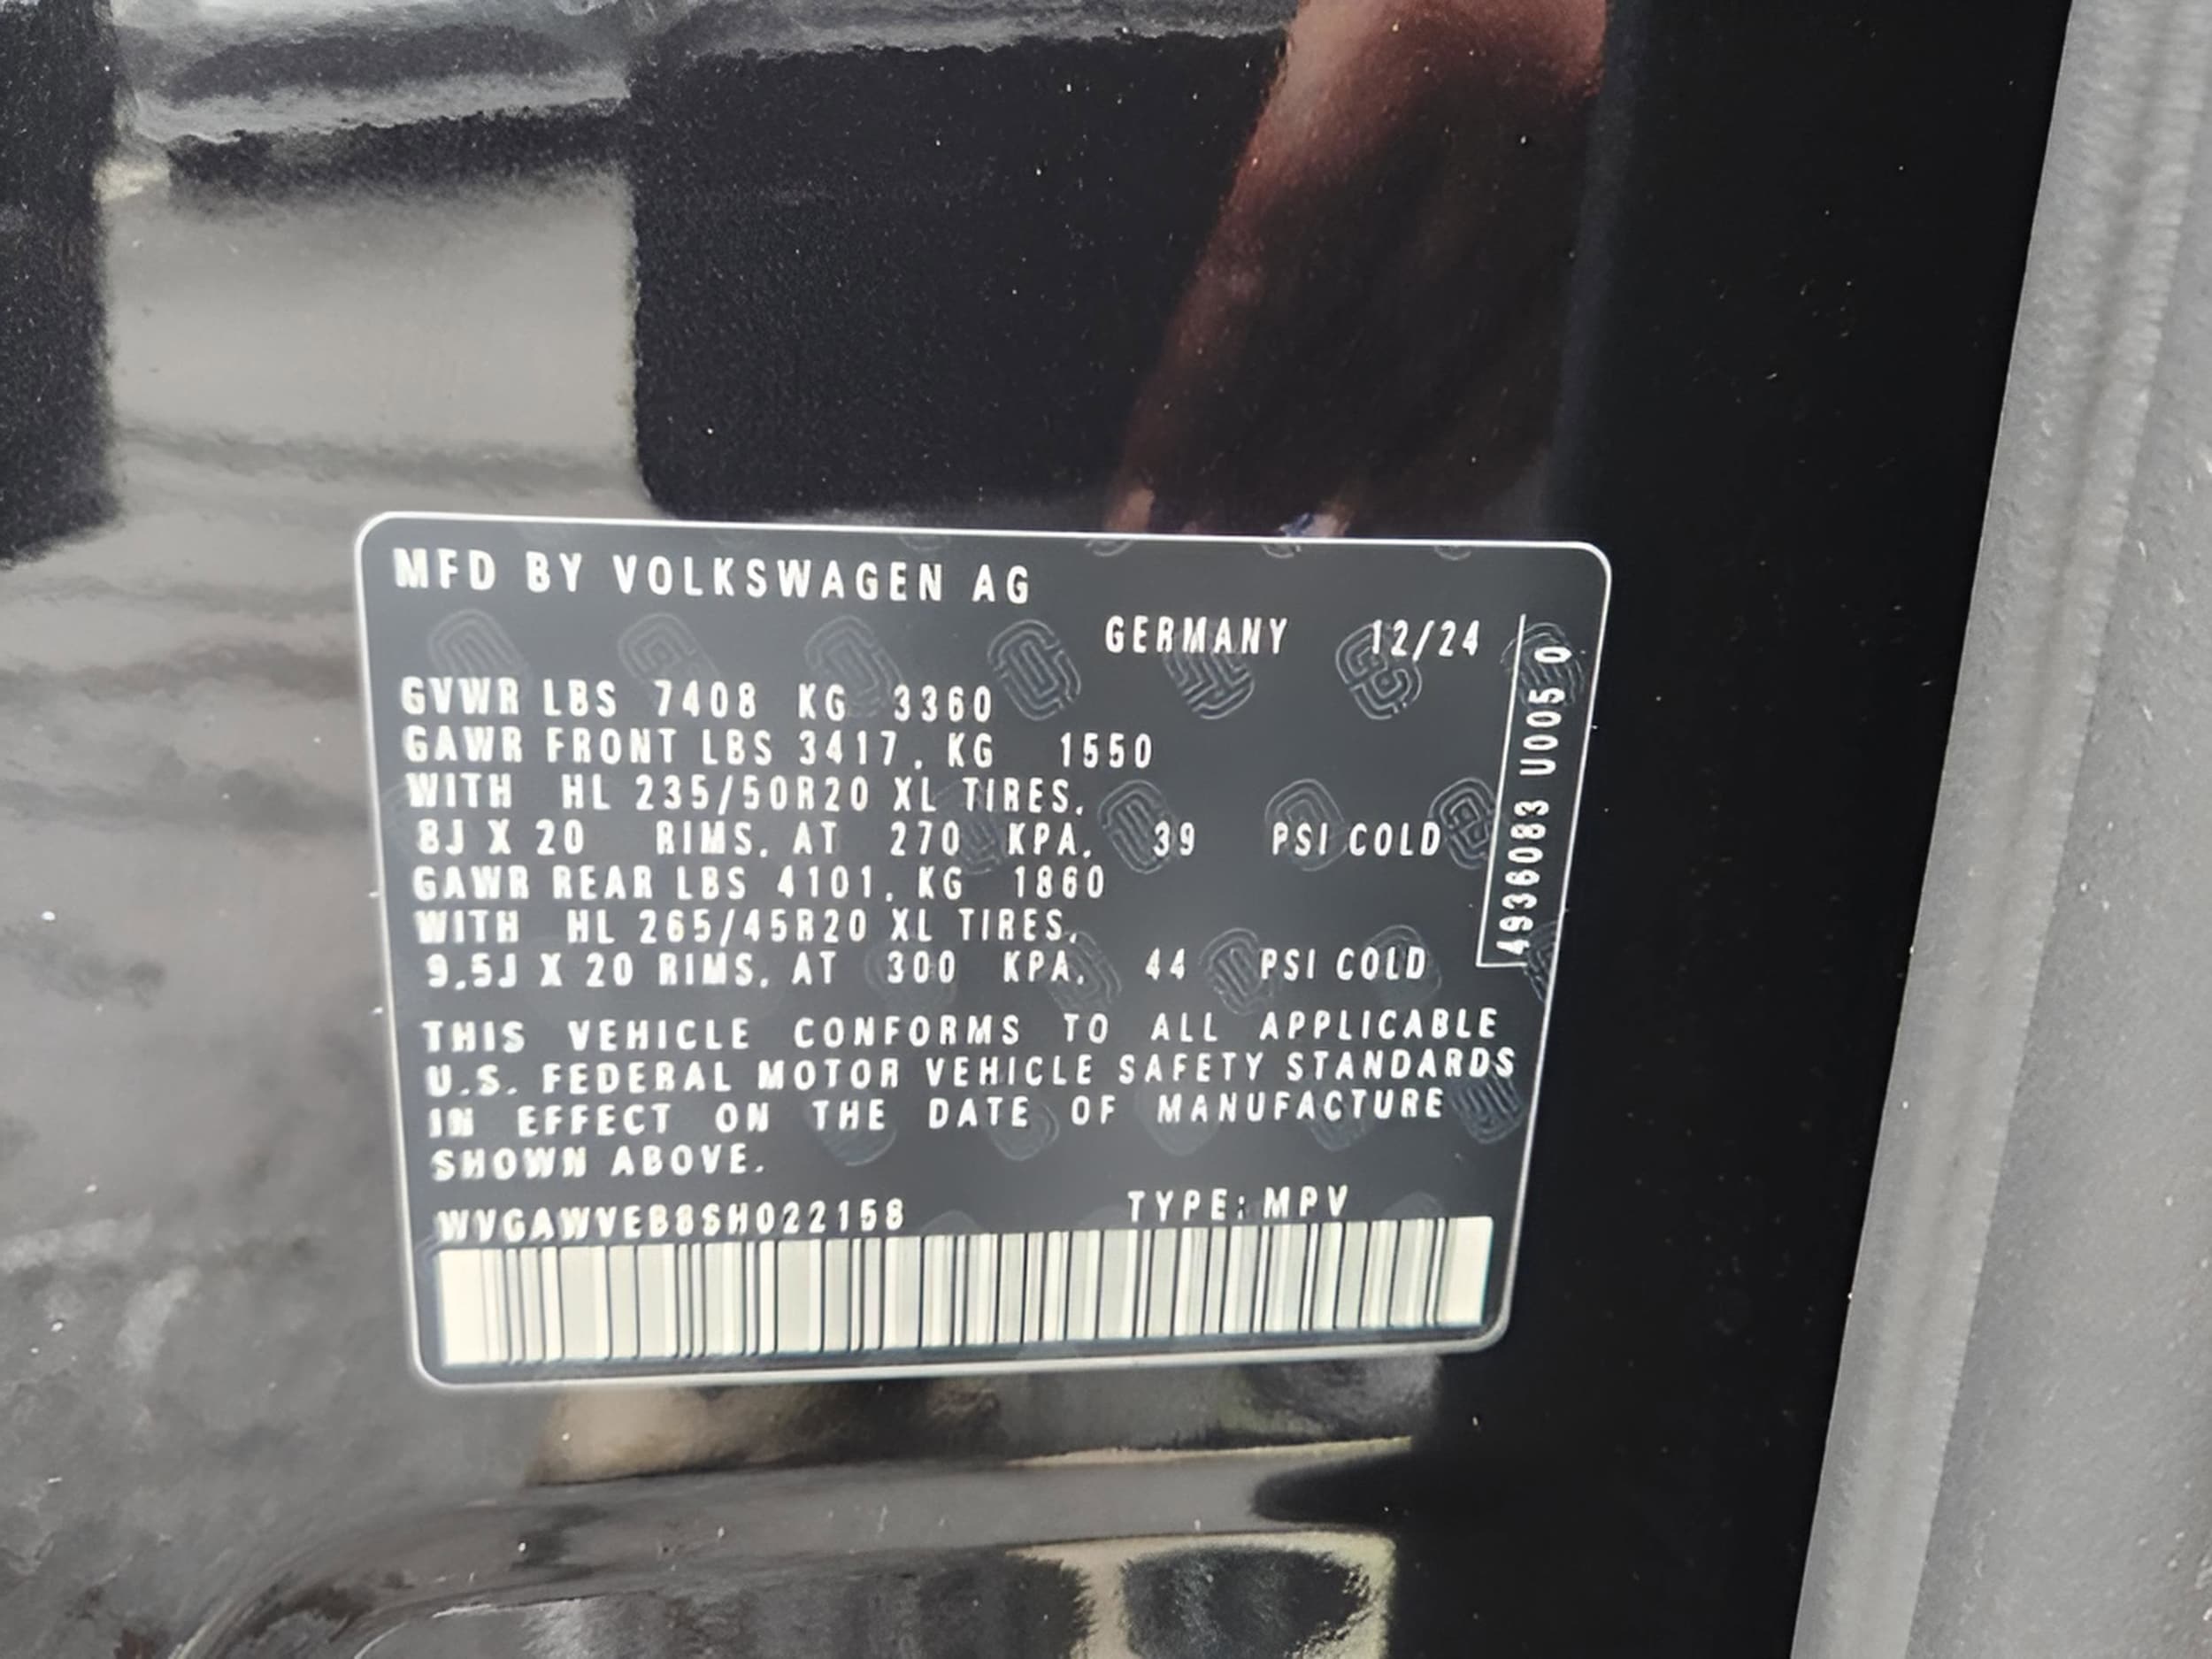 MFD BY VOLKSWAGEN AG
GERMANY 12/24
GVWR LBS 7408 KG 3360
GAWR FRONT LBS 3417, KG 1550
WITH HL 235/50R20 XL TIRES,
8J X 20 RIMS, AT 270 KPA, 39 PSI COLD
GAWR REAR LBS 4101, KG 1860
WITH HL 265/45R20 XL TIRES,
9,5J X 20 RIMS, AT 300 KPA, 44 PSI COLD
THIS VEHICLE CONFORMS TO ALL APPLICABLE
U.S. FEDERAL MOTOR VEHICLE SAFETY STANDARDS
IN EFFECT ON THE DATE OF MANUFACTURE
SHOWN ABOVE.
WVGAWVEB8SH022158 TYPE: MPV
4936083 U005 0